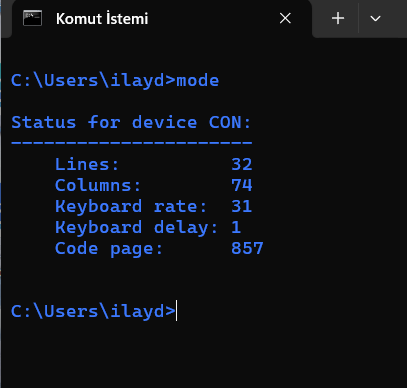 Komut İstemi
C:\Users\ilayd>mode
Status for device CON:
----------------------
Lines: 32
Columns: 74
Keyboard rate: 31
Keyboard delay: 1
Code page: 857
C:\Users\ilayd>